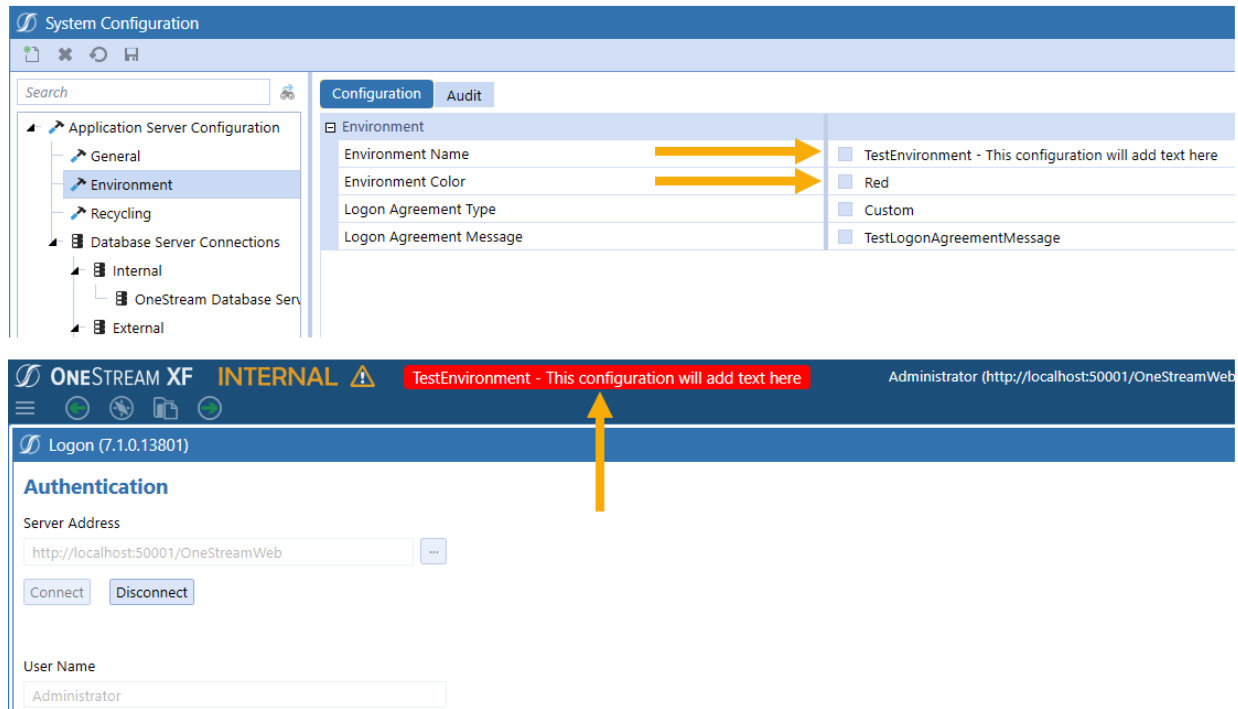 System Configuration
Search
Configuration Audit
Application Server Configuration
Environment
General
Environment Name TestEnvironment - This configuration will add text here
Environment
Environment Color Red
Recycling
Logon Agreement Type Custom
Database Server Connections
Logon Agreement Message TestLogonAgreementMessage
Internal
OneStream Database Serv
External
ONESTREAM XF INTERNAL TestEnvironment - This configuration will add text here Administrator (http://localhost:50001/OneStreamWeb
Logon (7.1.0.13801)
Authentication
Server Address
http://localhost:50001/OneStreamWeb ...
Connect Disconnect
User Name
Administrator